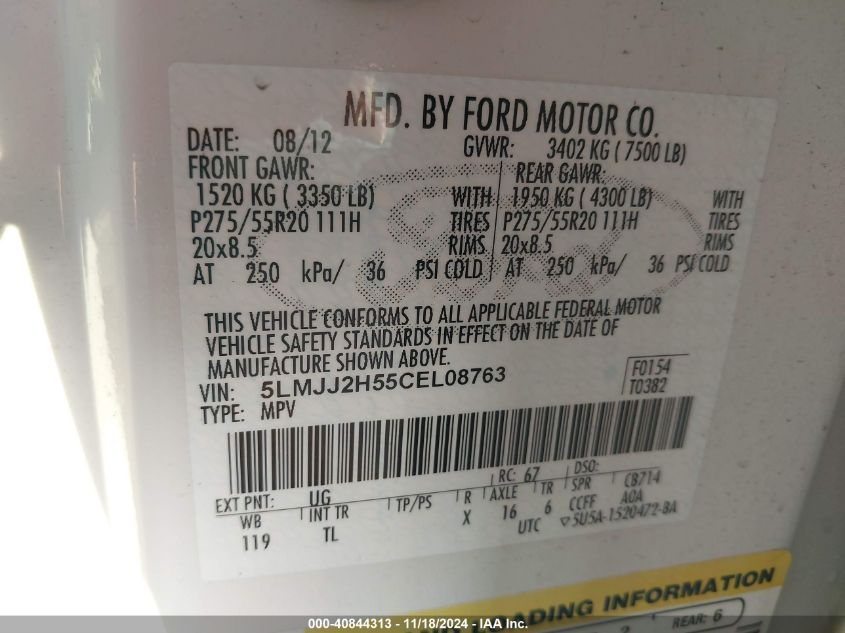 MFD. BY FORD MOTOR CO.
DATE: 08/12 GVWR: 3402 KG ( 7500 LB)
FRONT GAWR: REAR GAWR:
1520 KG ( 3350 LB) WITH 1950 KG ( 4300 LB) WITH
P275/55R20 111H TIRES P275/55R20 111H TIRES
20x8.5 RIMS 20x8.5 RIMS
AT 250 kPa/ 36 PSI COLD AT 250 kPa/ 36 PSI COLD
THIS VEHICLE CONFORMS TO ALL APPLICABLE FEDERAL MOTOR
VEHICLE SAFETY STANDARDS IN EFFECT ON THE DATE OF
MANUFACTURE SHOWN ABOVE.
VIN: 5LMJJ2H55CEL08763 F0154
TYPE: MPV T0382
EXT PNT: UG RC: 67 DSO:
WB INT TR TP/PS R AXLE TR SPR CB714
119 TL X 16 6 CCFF AOA
UTC 5U5A-1520472-BA
LOADING INFORMATION
REAR: 6
000-40844313 - 11/18/2024 - IAA Inc.